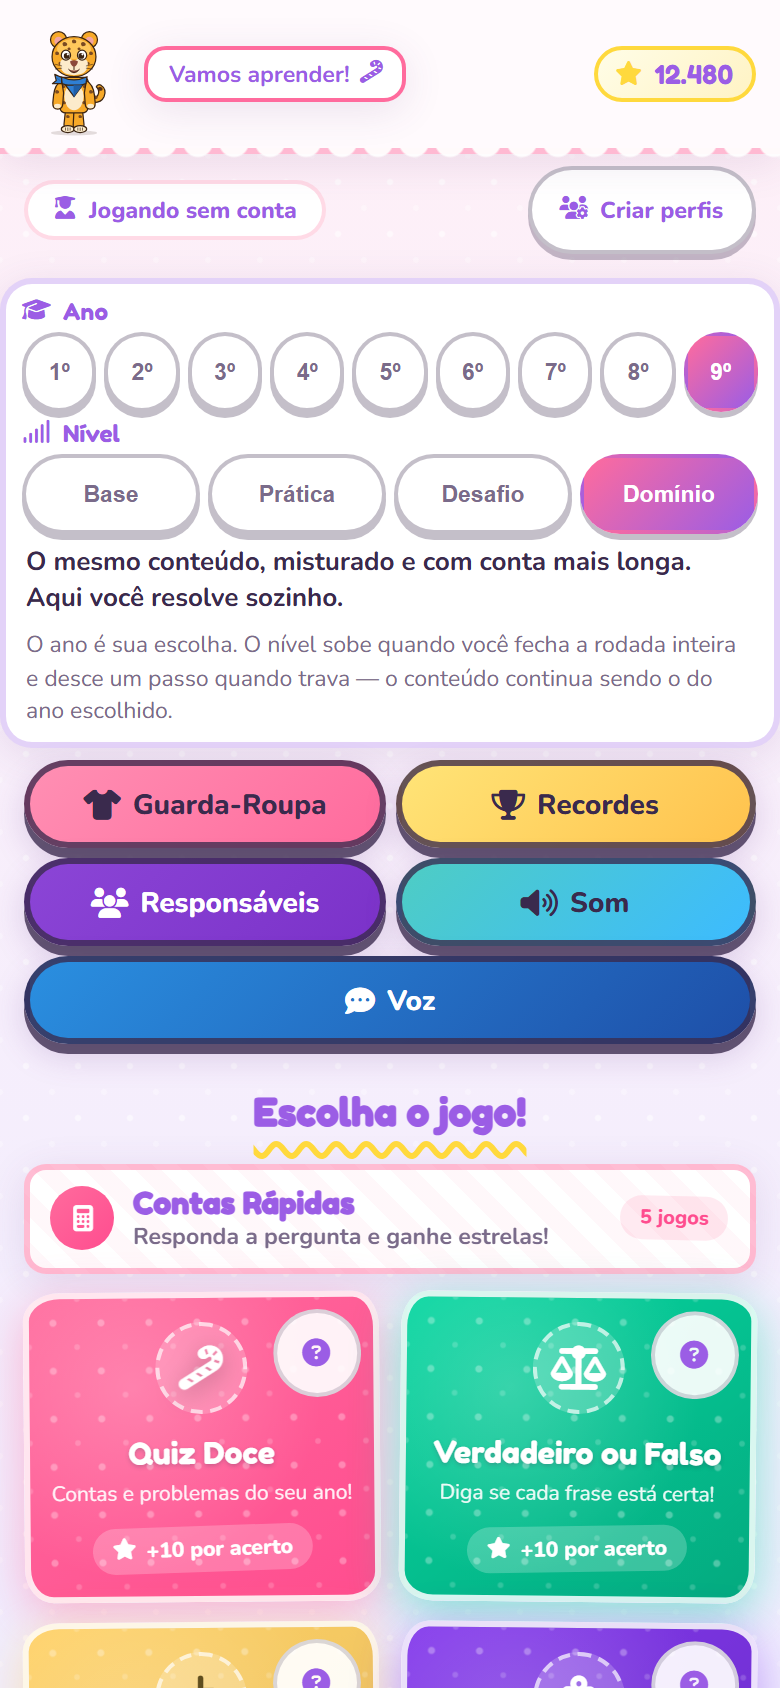 Vamos aprender!
12.480
Jogando sem conta
Criar perfis
Ano
1º 2º 3º 4º 5º 6º 7º 8º 9º
Nível
Base Prática Desafio Domínio
O mesmo conteúdo, misturado e com conta mais longa.
Aqui você resolve sozinho.
O ano é sua escolha. O nível sobe quando você fecha a rodada inteira
e desce um passo quando trava — o conteúdo continua sendo o do
ano escolhido.
Guarda-Roupa
Recordes
Responsáveis
Som
Voz
Escolha o jogo!
Contas Rápidas
Responda a pergunta e ganhe estrelas!
5 jogos
?
Quiz Doce
Contas e problemas do seu ano!
+10 por acerto
?
Verdadeiro ou Falso
Diga se cada frase está certa!
+10 por acerto
?
?